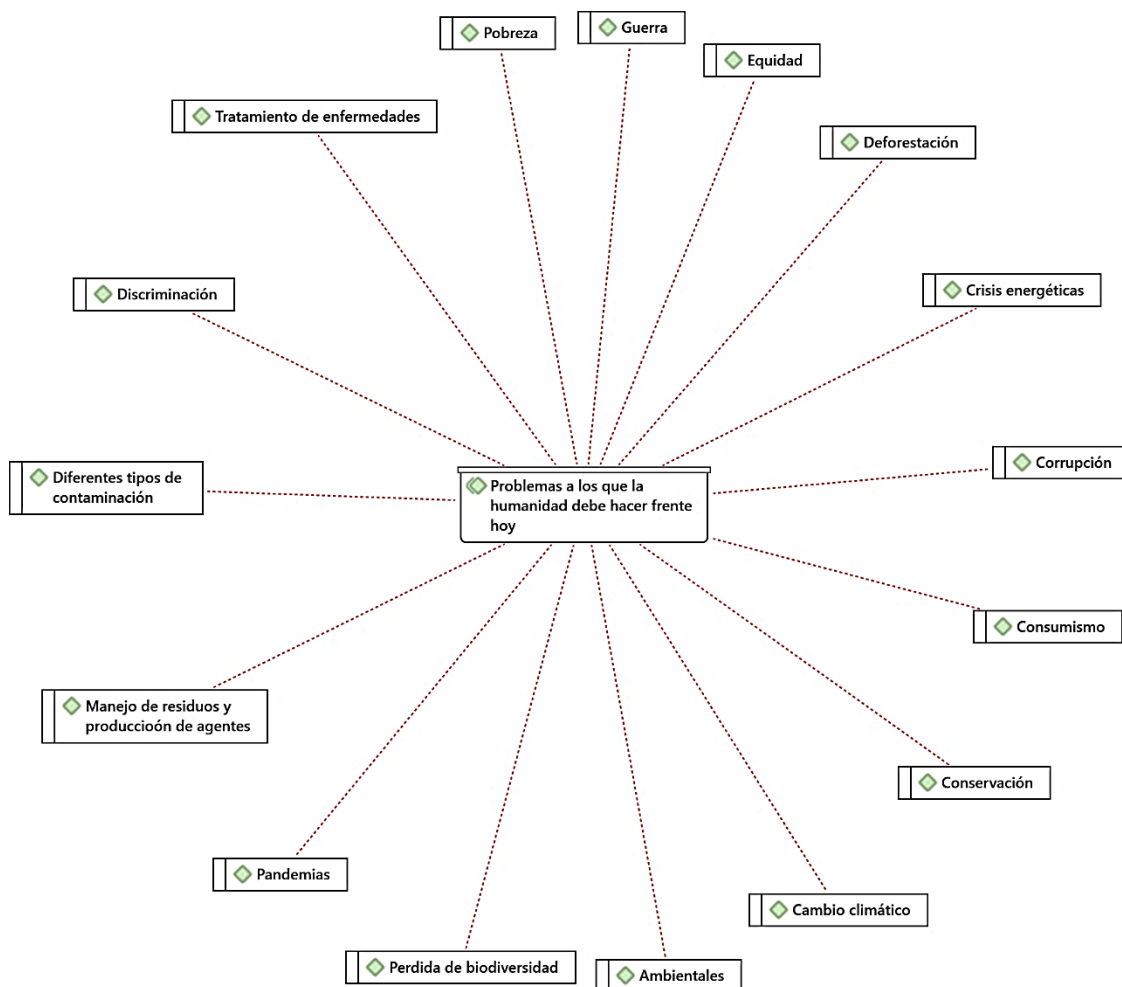 Guerra
Pobreza
Equidad
Tratamiento de enfermedades
Deforestación
Discriminación
Crisis energéticas
Corrupción
Diferentes tipos de
contaminación
Problemas a los que la
humanidad debe hacer frente
hoy
Consumismo
Manejo de residuos y
produccioón de agentes
Conservación
Pandemias
Cambio climático
Perdida de biodiversidad
Ambientales